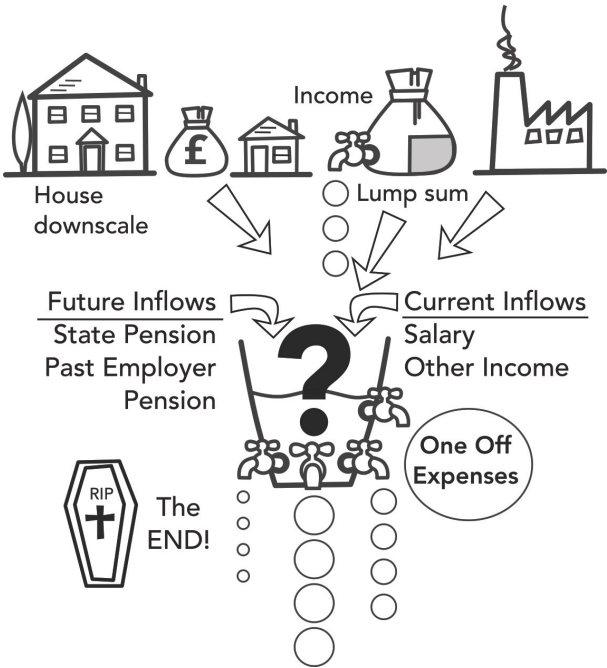 Income
£
House
downscale
Lump sum
Future Inflows
State Pension
Past Employer
Pension
Current Inflows
Salary
Other Income
?
One Off
Expenses
RIP
The
END!